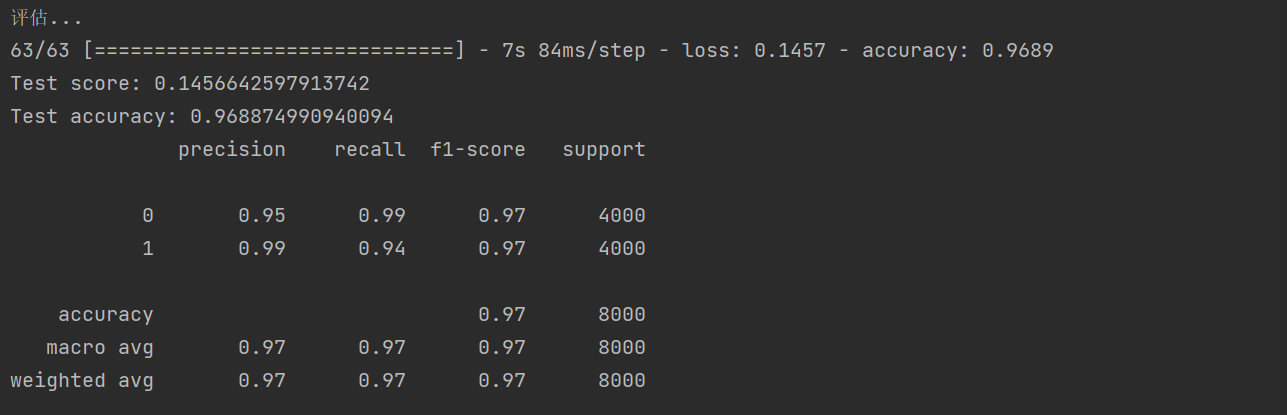 评估...
63/63 [==============================] - 7s 84ms/step - loss: 0.1457 - accuracy: 0.9689
Test score: 0.1456642597913742
Test accuracy: 0.968874990940094
precision recall f1-score support
0 0.95 0.99 0.97 4000
1 0.99 0.94 0.97 4000
accuracy 0.97 8000
macro avg 0.97 0.97 0.97 8000
weighted avg 0.97 0.97 0.97 8000